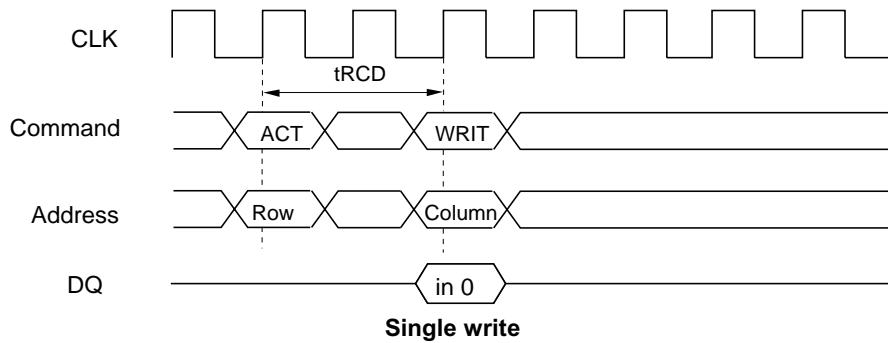 CLK
tRCD
Command ACT WRIT
Address Row Column
DQ in 0
Single write